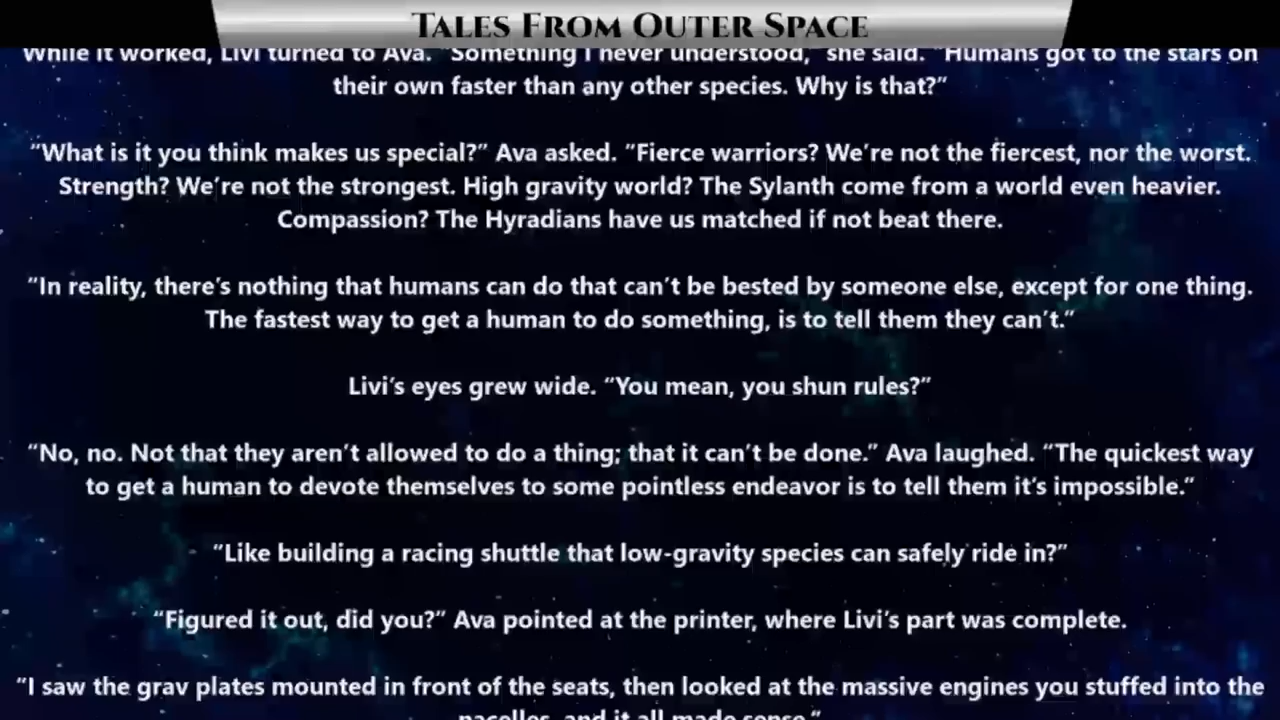 Tales From Outer Space
While it worked, Livi turned to Ava. “Something I never understood,” she said. “Humans got to the stars on
their own faster than any other species. Why is that?”
“What is it you think makes us special?” Ava asked. “Fierce warriors? We’re not the fiercest, nor the worst.
Strength? We’re not the strongest. High gravity world? The Sylanth come from a world even heavier.
Compassion? The Hyradians have us matched if not beat there.
“In reality, there’s nothing that humans can do that can’t be bested by someone else, except for one thing.
The fastest way to get a human to do something, is to tell them they can’t.”
Livi’s eyes grew wide. “You mean, you shun rules?”
“No, no. Not that they aren’t allowed to do a thing; that it can’t be done.” Ava laughed. “The quickest way
to get a human to devote themselves to some pointless endeavor is to tell them it’s impossible.”
“Like building a racing shuttle that low-gravity species can safely ride in?”
“Figured it out, did you?” Ava pointed at the printer, where Livi’s part was complete.
“I saw the grav plates mounted in front of the seats, then looked at the massive engines you stuffed into the
nacelles, and it all made sense.”